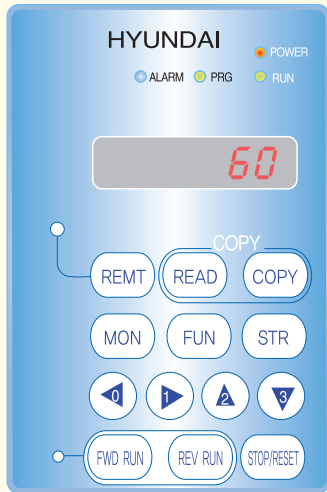 HYUNDAI
POWER
ALARM PRG RUN
60
COPY
REMT READ COPY
MON FUN STR
0 1 2 3
FWD RUN REV RUN STOP/RESET